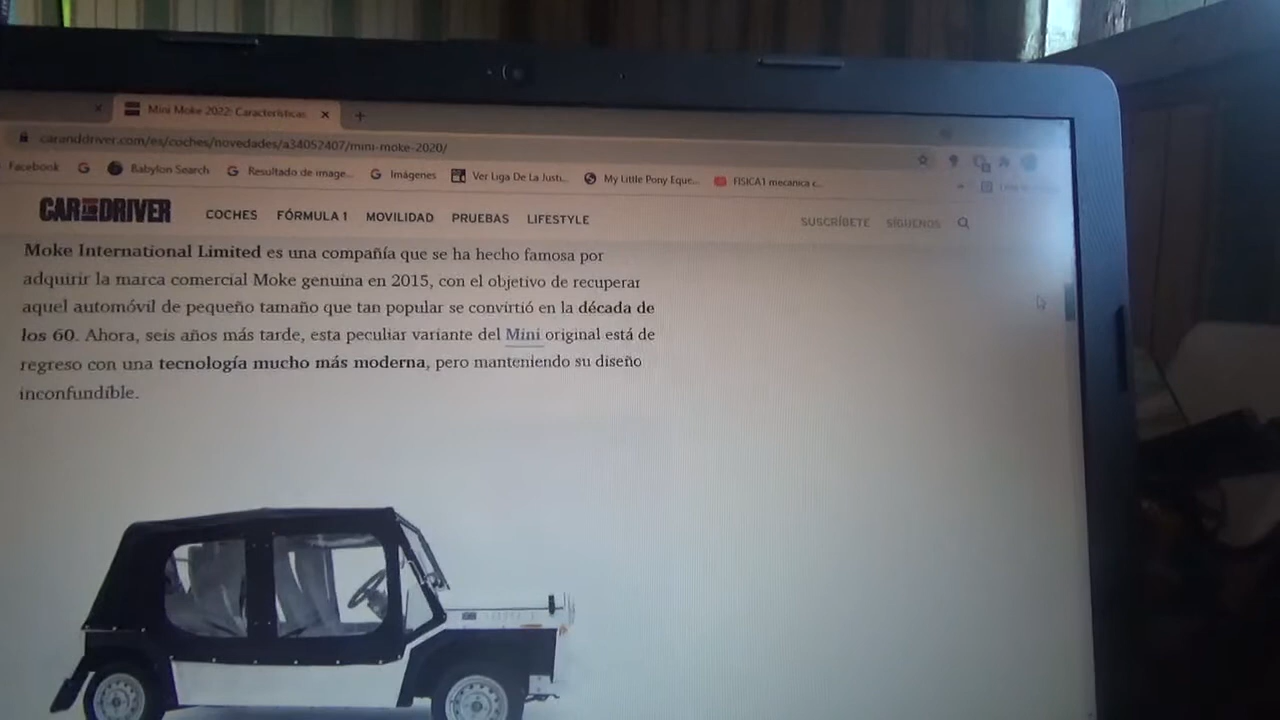 Mini Moke 2022: Características
caranddriver.com/es/coches/novedades/a34052407/mini-moke-2020/
Facebook Babylon Search Resultado de image... Imágenes Ver Liga De La Justi... My Little Pony Eque... FISICA1 mecanica c...
CAR AND DRIVER COCHES FÓRMULA 1 MOVILIDAD PRUEBAS LIFESTYLE SUSCRÍBETE SÍGUENOS
Moke International Limited es una compañía que se ha hecho famosa por
adquirir la marca comercial Moke genuina en 2015, con el objetivo de recuperar
aquel automóvil de pequeño tamaño que tan popular se convirtió en la década de
los 60. Ahora, seis años más tarde, esta peculiar variante del Mini original está de
regreso con una tecnología mucho más moderna, pero manteniendo su diseño
inconfundible.